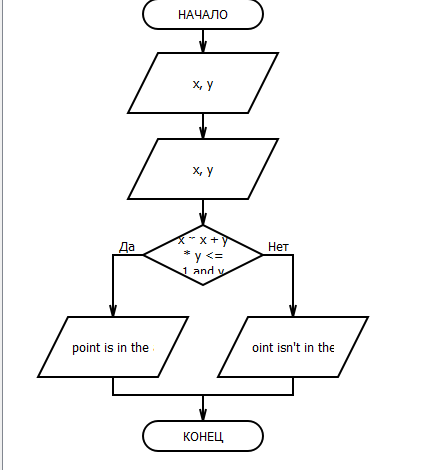 НАЧАЛО
x, y
x, y
Да
x * x + y
Нет
* y <=
1 and y
point is in the
oint isn't in the
КОНЕЦ